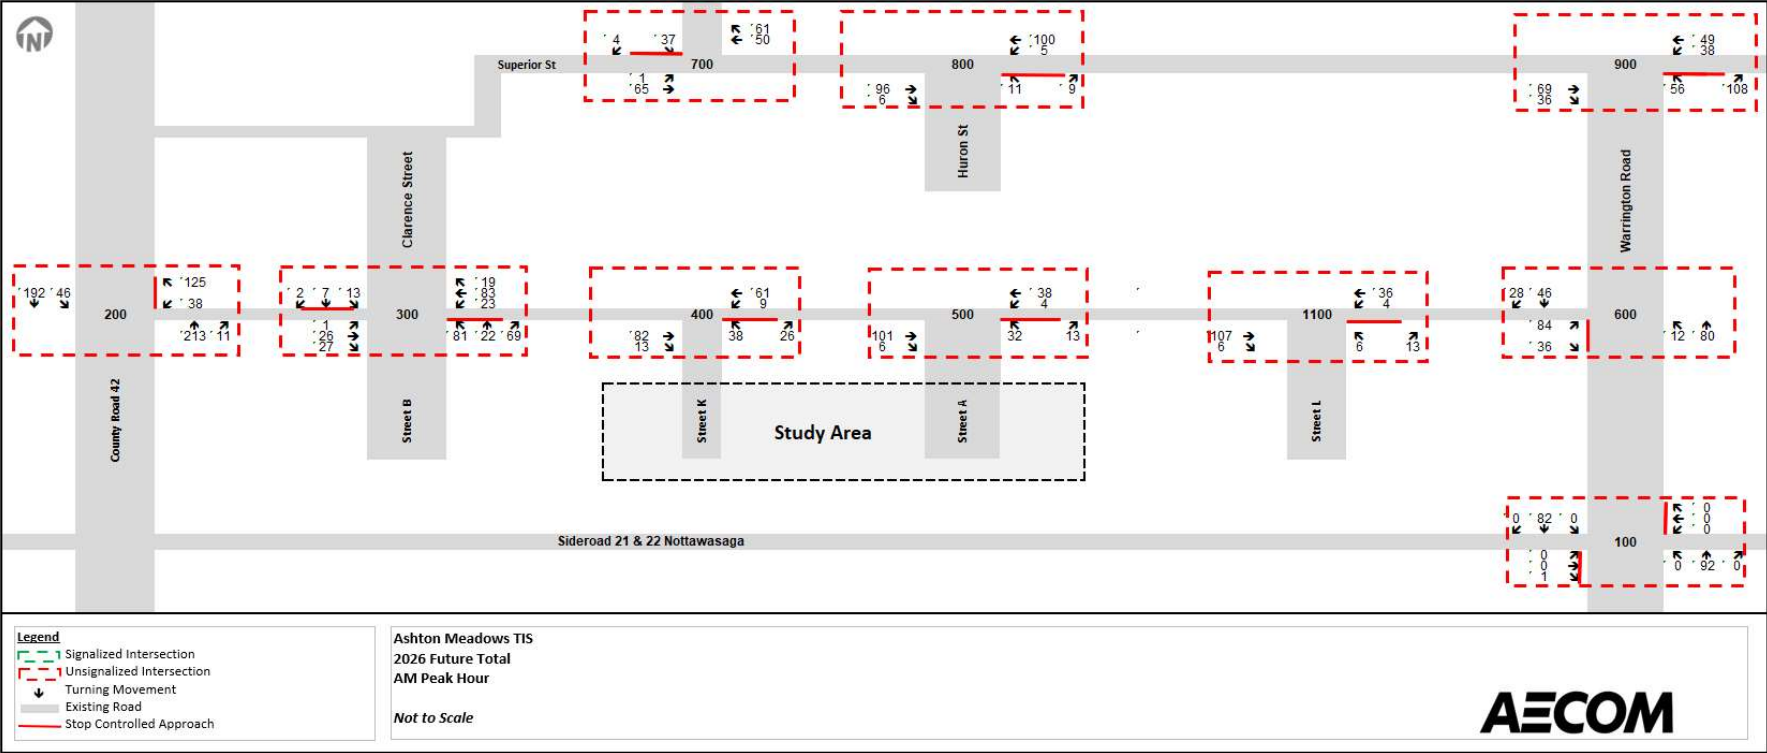 N
4 37 61
50
1
65
Superior St
700
100
5
800
96
6
11 9
49
38
900
69
36
56 108
Clarence Street
Huron St
Warrington Road
192 46
125
38
200
213 11
2 7 13
19
83
23
300
1
26
27
81 22 69
61
9
400
82
13
38 26
38
4
500
101
6
32 13
36
4
1100
107
6
6 13
28 46
600
84
36
12 80
County Road 42
Street B
Street K
Study Area
Street A
Street L
Sideroad 21 & 22 Nottawasaga
0 82 0
0
0
0
100
0
0
1
0 92 0
Legend
Signalized Intersection
Unsignalized Intersection
Turning Movement
Existing Road
Stop Controlled Approach
Ashton Meadows TIS
2026 Future Total
AM Peak Hour
Not to Scale
AECOM